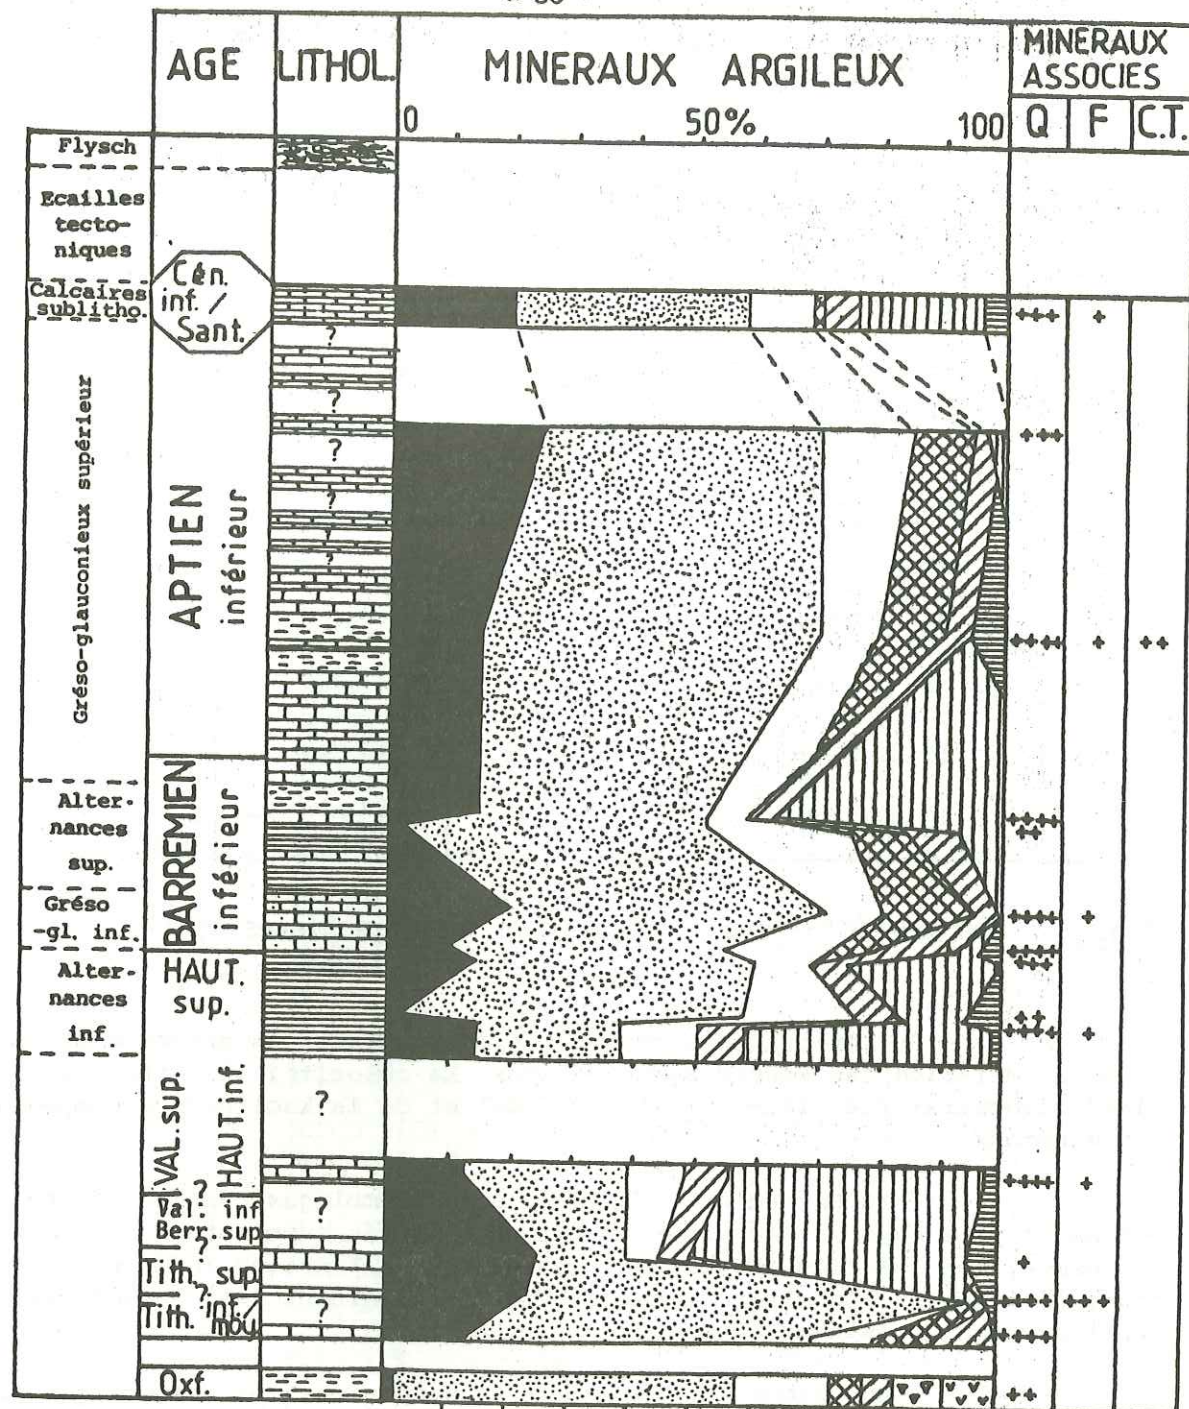 AGE
LITHOL.
MINERAUX ARGILEUX
MINERAUX
ASSOCIES
0
50%
100
Q
F
C.T.
Flysch
Ecailles
tecto-
niques
Calcaires
sublitho.
Cén.
inf. /
Sant.
?
?
?
?
?
Gréso-glauconieux supérieur
APTIEN
inférieur
+++ +
+++
++++ + ++
Alter-
nances
sup.
BARREMIEN
inférieur
++++
++
Gréso
-gl. inf.
++++ +
++++
+++
Alter-
nances
inf.
HAUT.
sup.
++
++++ +
VAL. sup.
HAUT. inf.
?
++++ +
?
Val. inf
Berr. sup
?
?
Tith. sup.
+
?
Tith. inf./
moy
?
++++ +++
++++
Oxf.
++